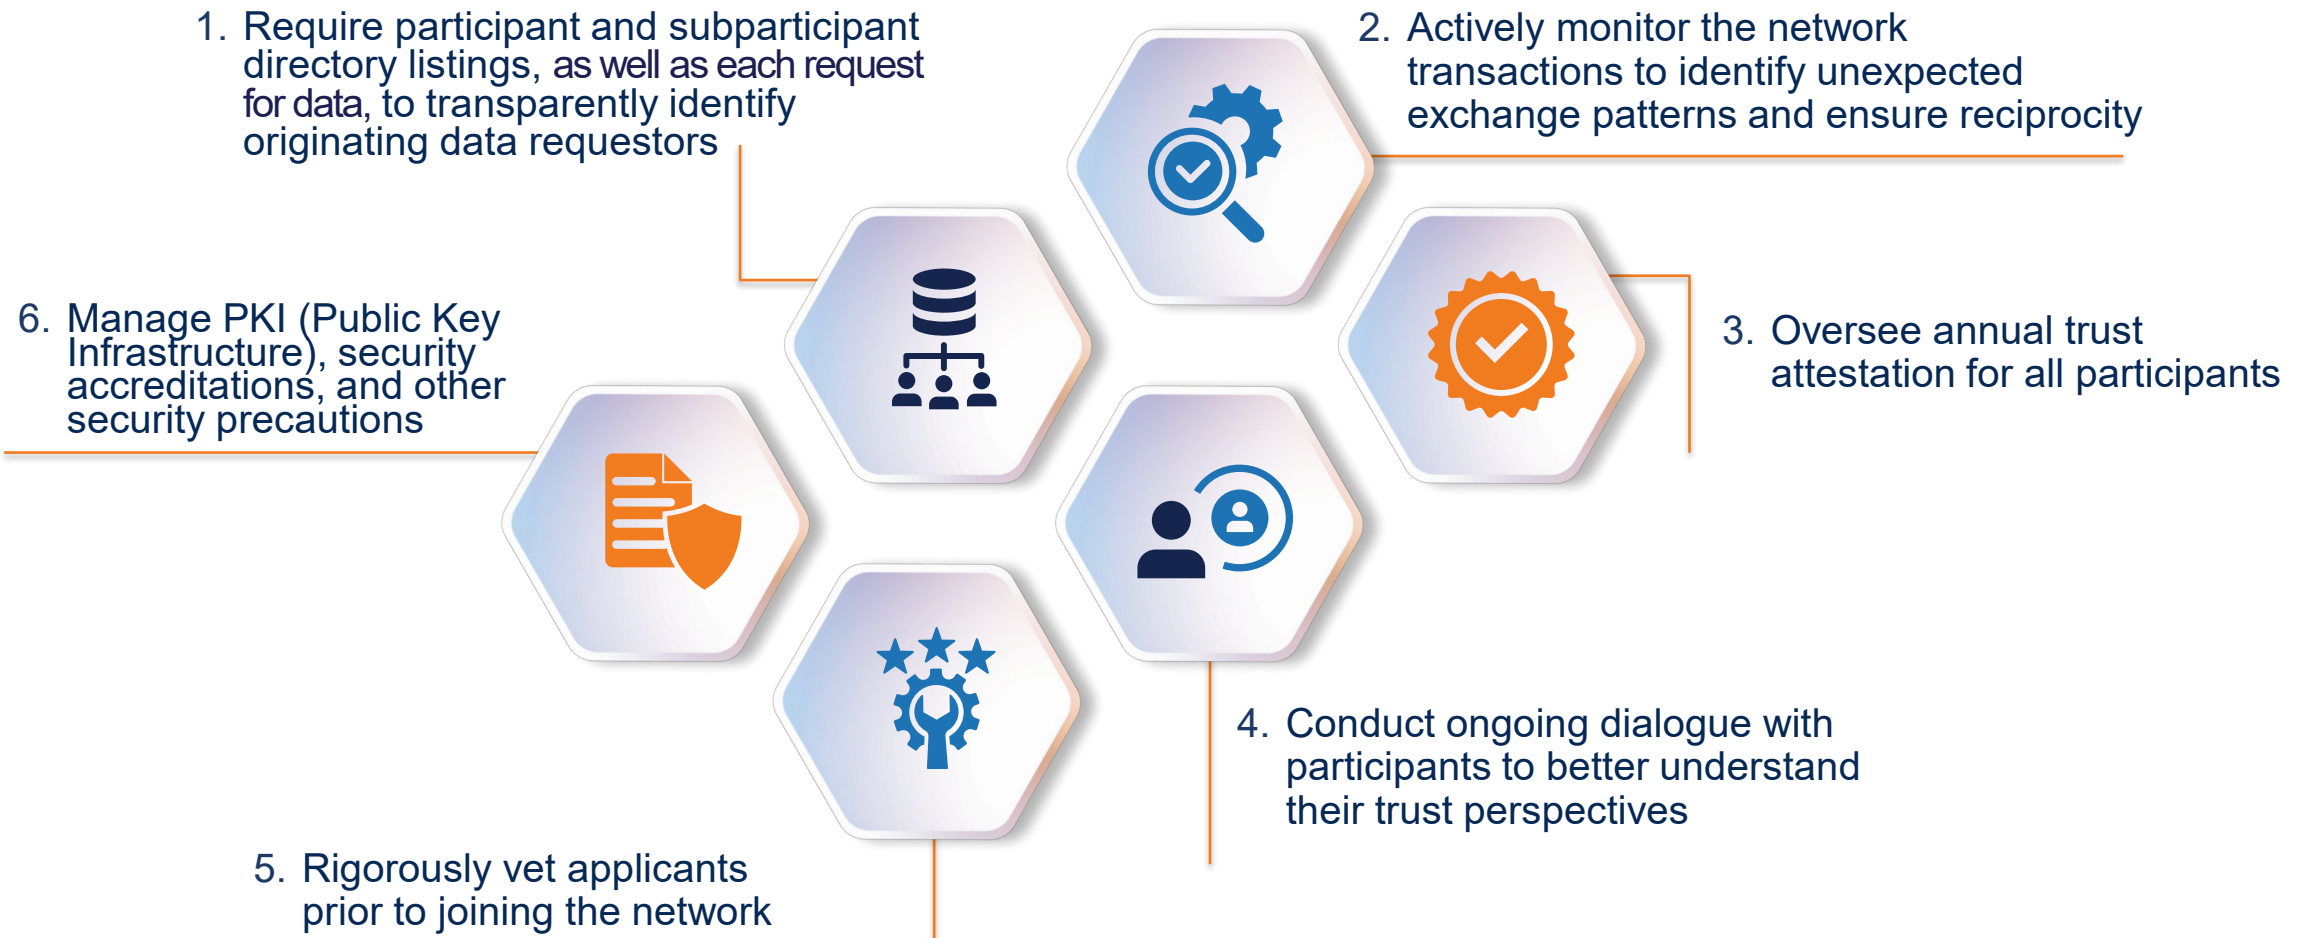 1. Require participant and subparticipant
directory listings, as well as each request
for data, to transparently identify
originating data requestors
2. Actively monitor the network
transactions to identify unexpected
exchange patterns and ensure reciprocity
3. Oversee annual trust
attestation for all participants
4. Conduct ongoing dialogue with
participants to better understand
their trust perspectives
5. Rigorously vet applicants
prior to joining the network
6. Manage PKI (Public Key
Infrastructure), security
accreditations, and other
security precautions